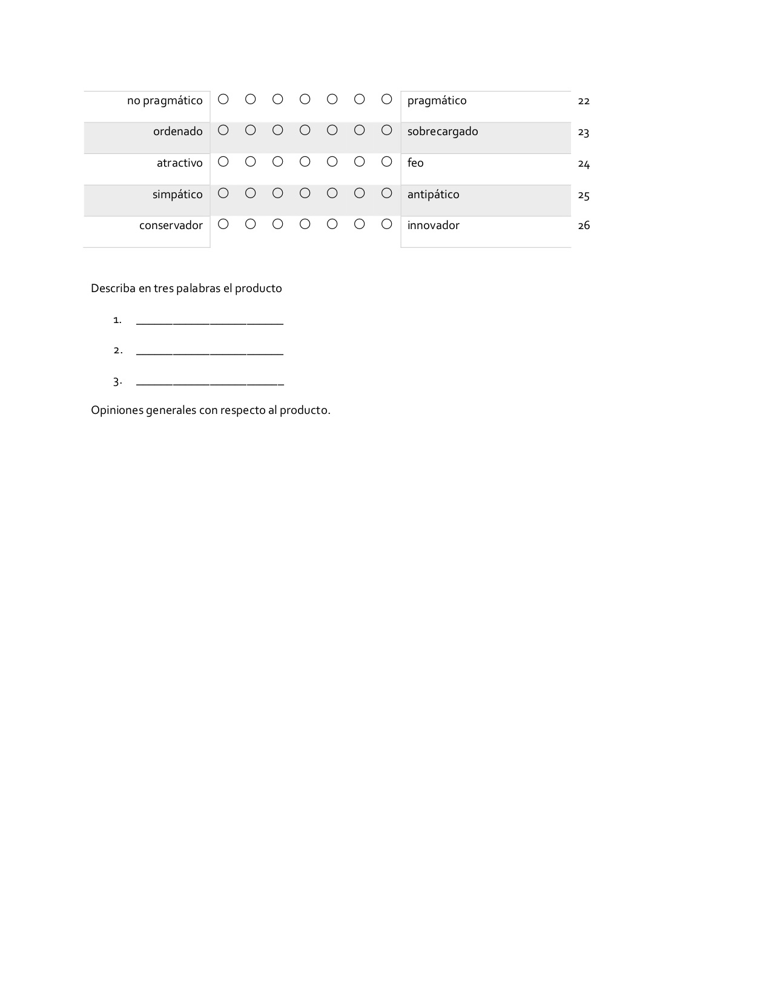 no pragmático ○ ○ ○ ○ ○ ○ ○ pragmático 22
ordenado ○ ○ ○ ○ ○ ○ ○ sobrecargado 23
atractivo ○ ○ ○ ○ ○ ○ ○ feo 24
simpático ○ ○ ○ ○ ○ ○ ○ antipático 25
conservador ○ ○ ○ ○ ○ ○ ○ innovador 26
Describa en tres palabras el producto
1. ________________________
2. ________________________
3. ________________________
Opiniones generales con respecto al producto.